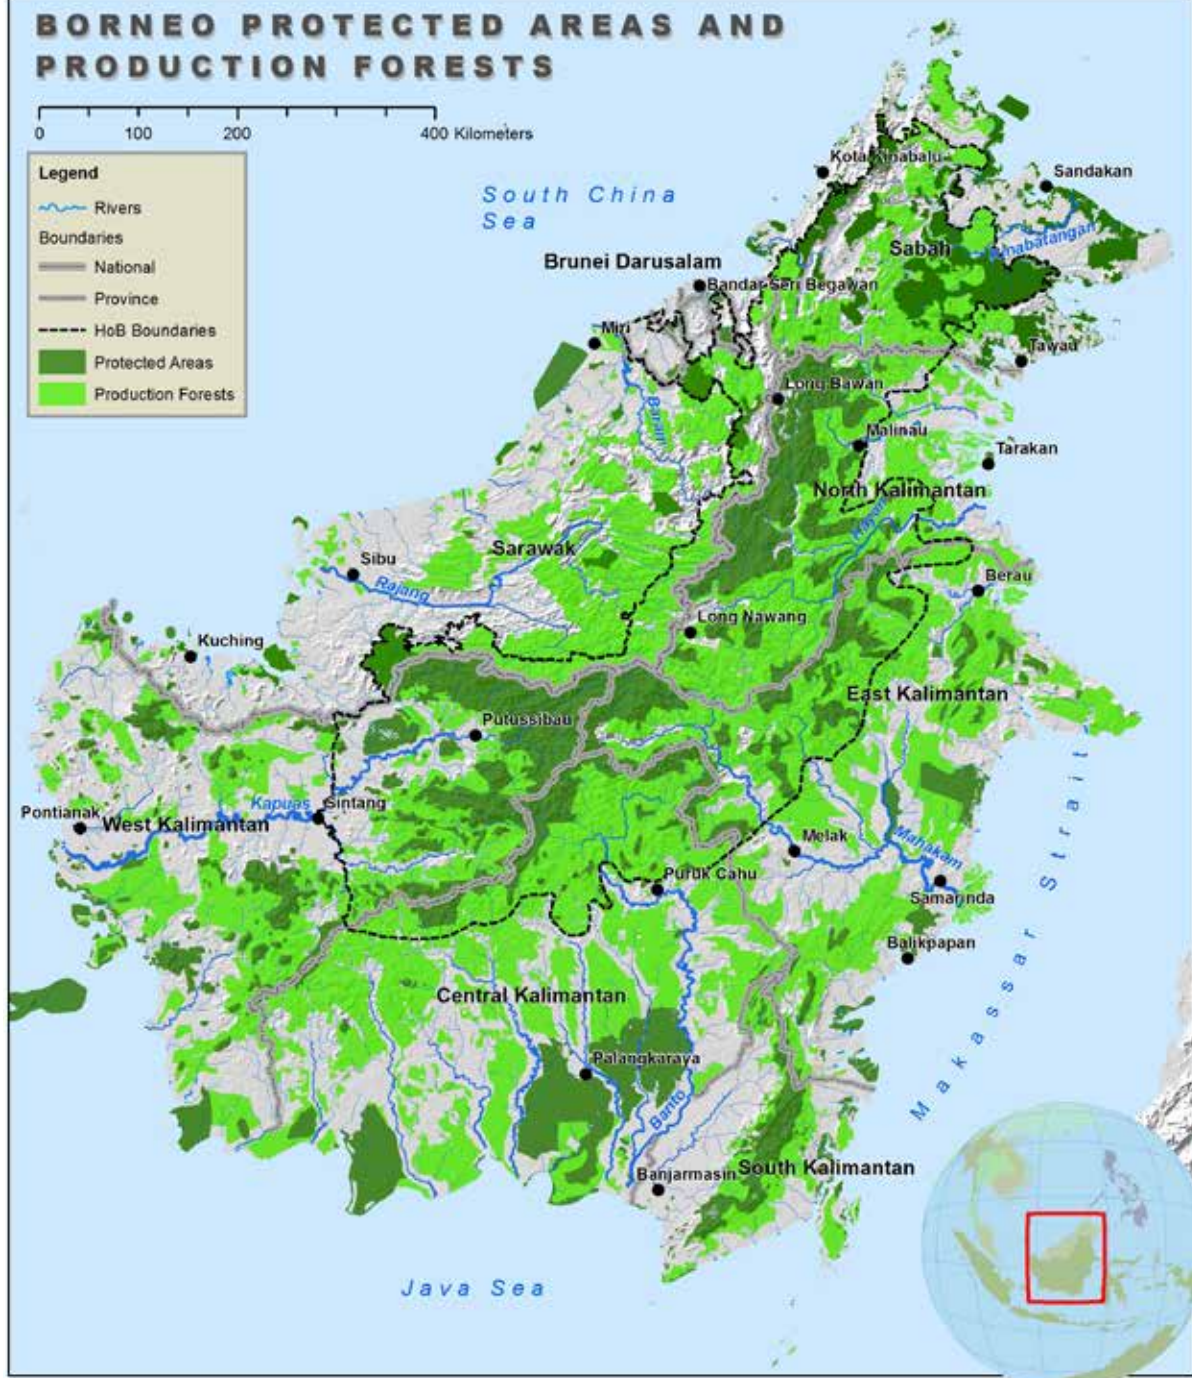 BORNEO PROTECTED AREAS AND
PRODUCTION FORESTS
0 100 200 400 Kilometers
Legend
Rivers
Boundaries
National
Province
HoB Boundaries
Protected Areas
Production Forests
South China
Sea
Kota Kinabalu
Sandakan
Kinabatangan
Sabah
Brunei Darusalam
Bandar Seri Begawan
Miri
Tawau
Long Bawan
Baram
Malinau
Tarakan
North Kalimantan
Kayan
Sarawak
Sibu
Rajang
Berau
Long Nawang
Kuching
East Kalimantan
Putussibau
Kapuas
Sintang
Pontianak
West Kalimantan
Melak
Mahakam
Puruk Cahu
Samarinda
Balikpapan
Makassar Strait
Central Kalimantan
Palangkaraya
Barito
Banjarmasin
South Kalimantan
Java Sea